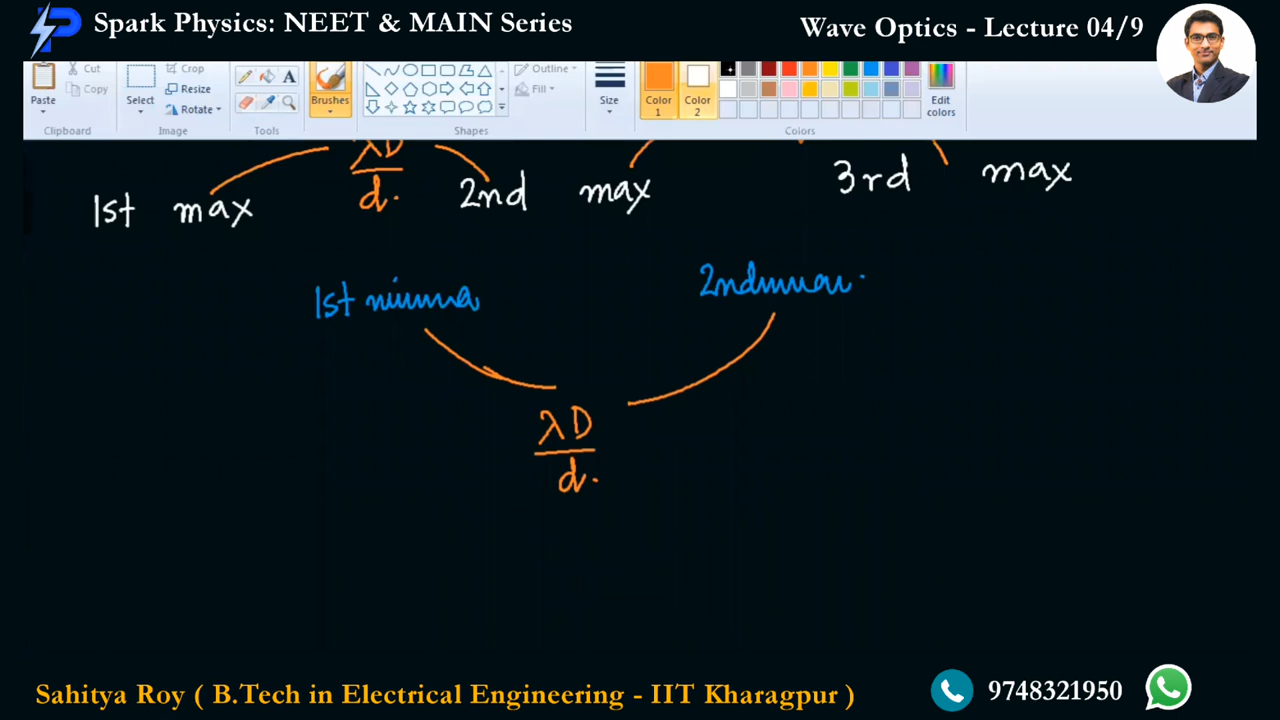 Spark Physics: NEET & MAIN Series
Wave Optics - Lecture 04/9
Cut
Copy
Paste
Clipboard
Select
Crop
Resize
Rotate
Image
A
Tools
Brushes
Outline
Fill
Shapes
Size
Color 1
Color 2
Edit colors
Colors
λD
d.
1st max
2nd max
3rd max
1st minima
2nd
λD
d.
Sahitya Roy ( B.Tech in Electrical Engineering - IIT Kharagpur )
9748321950